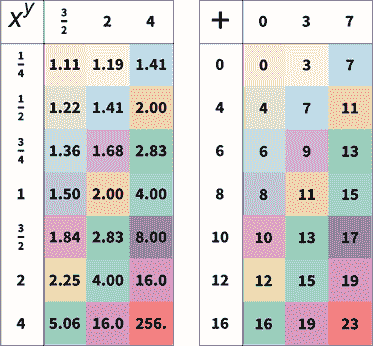 x^y 3/2 2 4
1/4 1.11 1.19 1.41
1/2 1.22 1.41 2.00
3/4 1.36 1.68 2.83
1 1.50 2.00 4.00
3/2 1.84 2.83 8.00
2 2.25 4.00 16.0
4 5.06 16.0 256.
+ 0 3 7
0 0 3 7
4 4 7 11
6 6 9 13
8 8 11 15
10 10 13 17
12 12 15 19
16 16 19 23